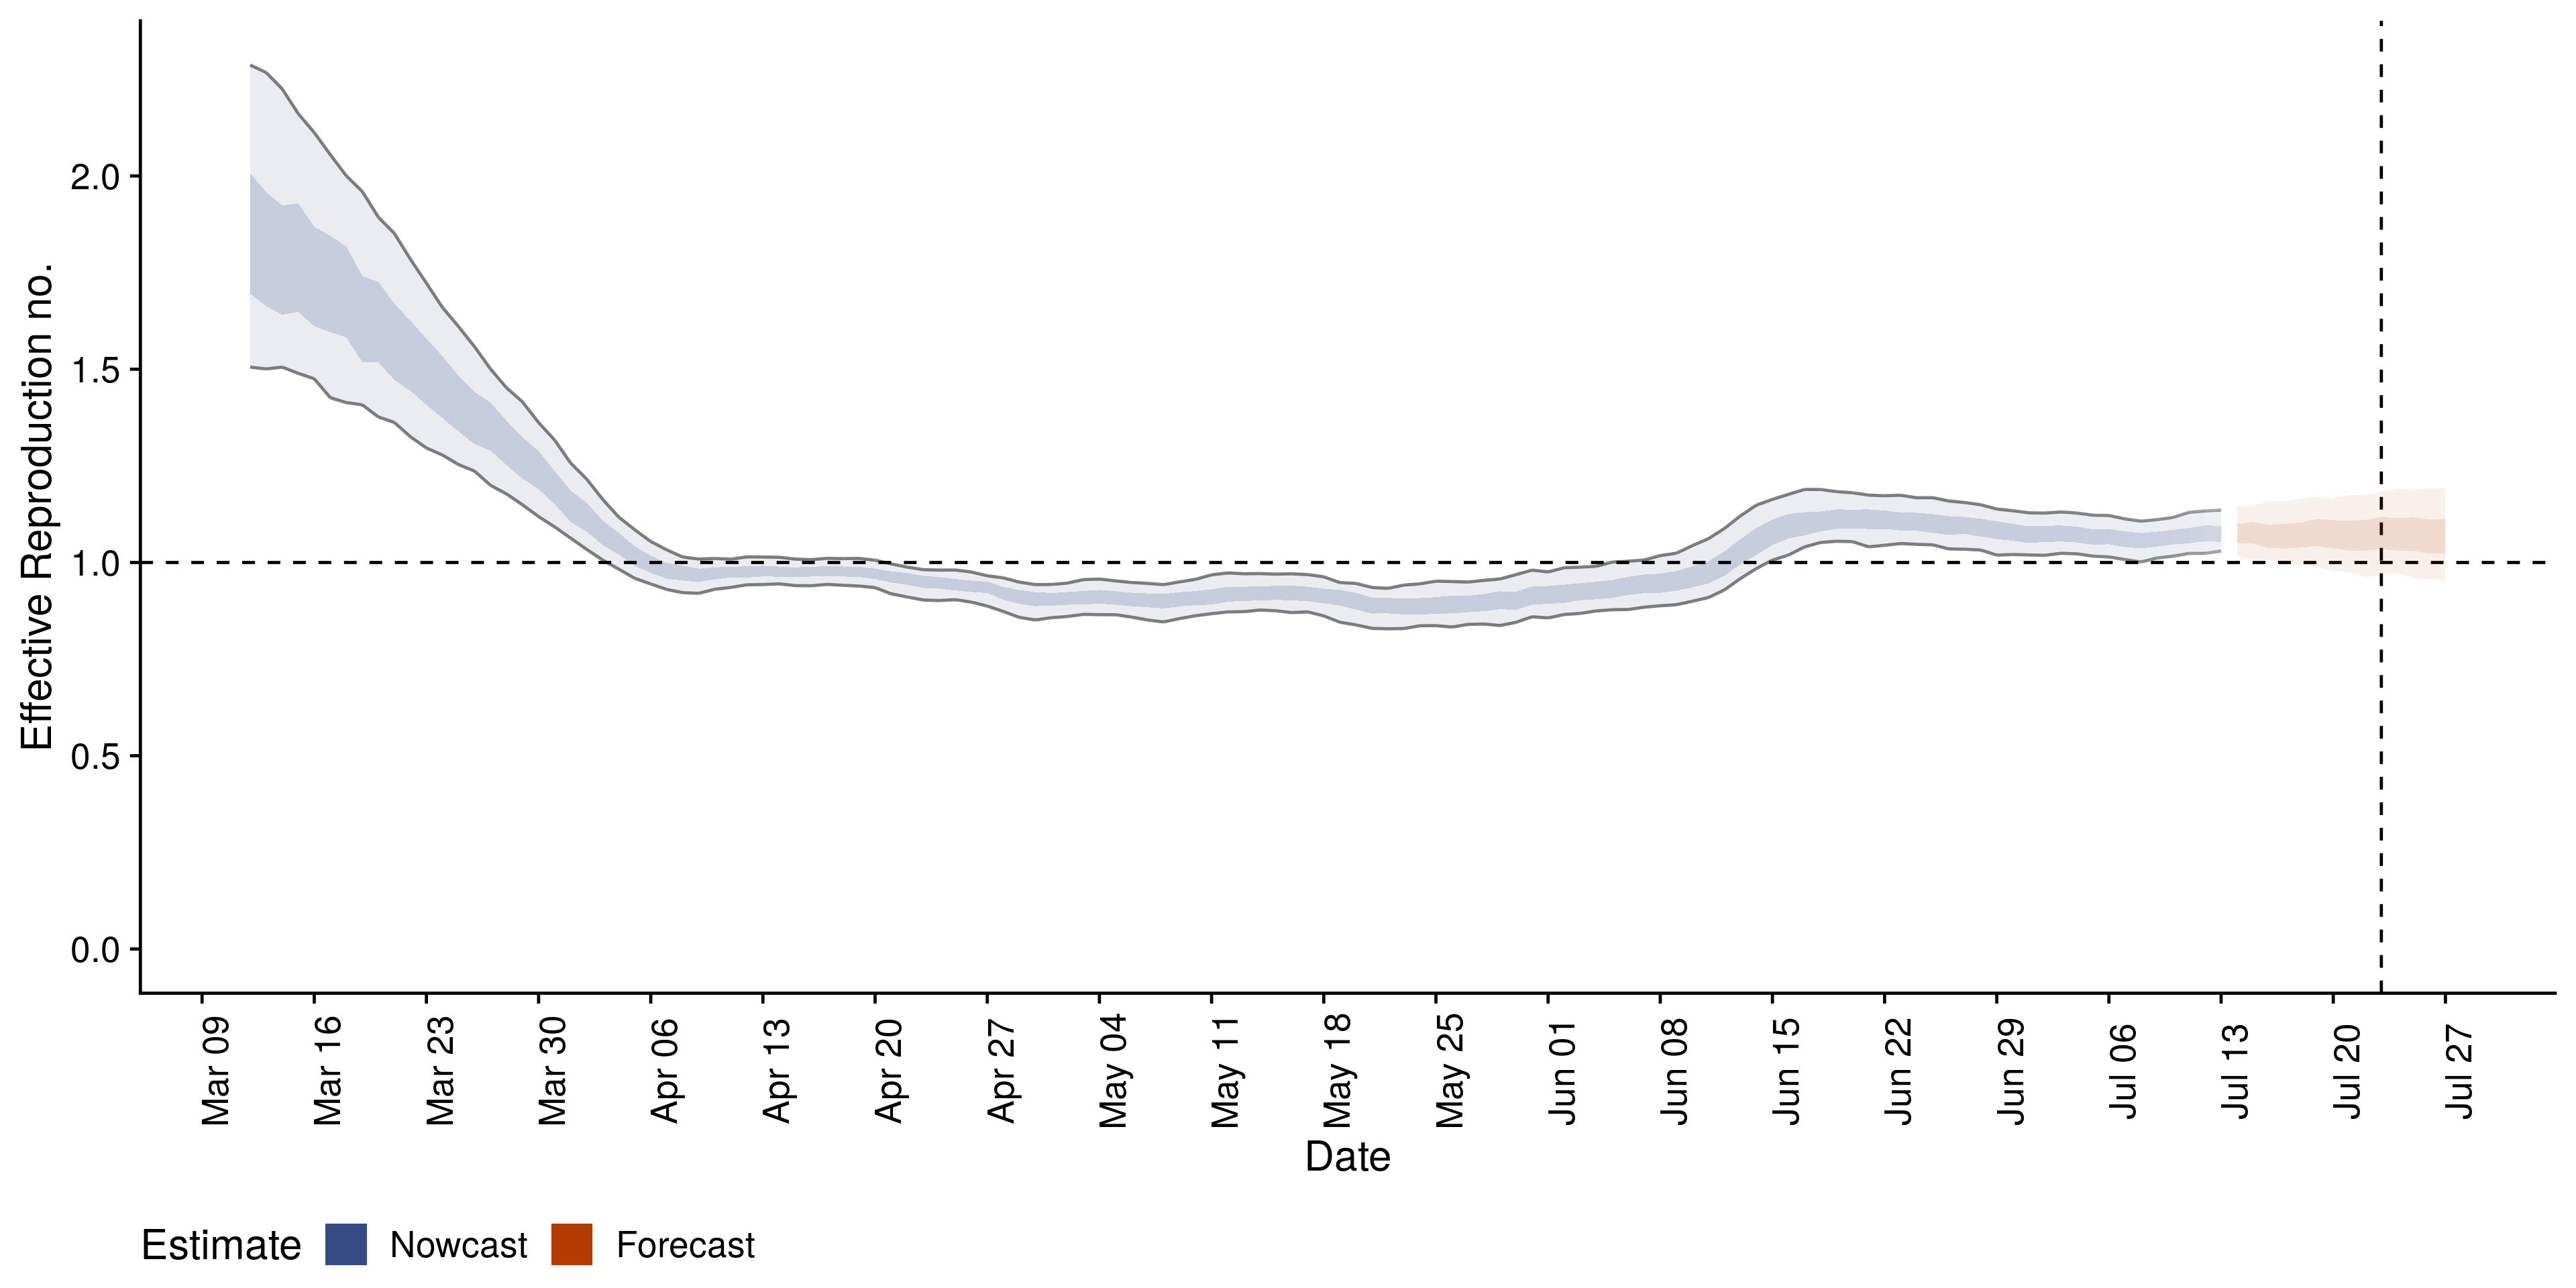 Effective Reproduction no.
2.0
1.5
1.0
0.5
0.0
Mar 09
Mar 16
Mar 23
Mar 30
Apr 06
Apr 13
Apr 20
Apr 27
May 04
May 11
May 18
May 25
Jun 01
Jun 08
Jun 15
Jun 22
Jun 29
Jul 06
Jul 13
Jul 20
Jul 27
Date
Estimate Nowcast Forecast